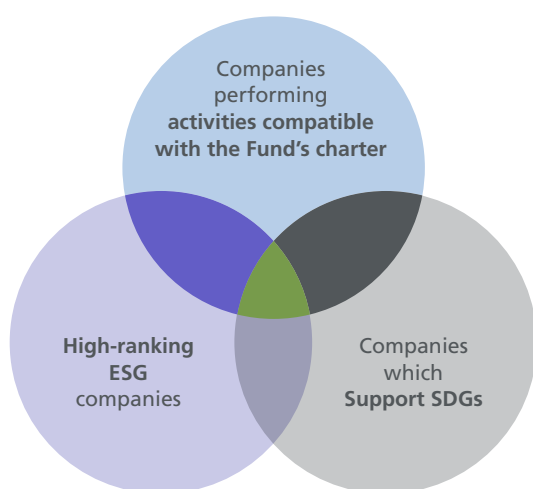 Companies
performing
activities compatible
with the Fund's charter
High-ranking
ESG
companies
Companies
which
Support SDGs